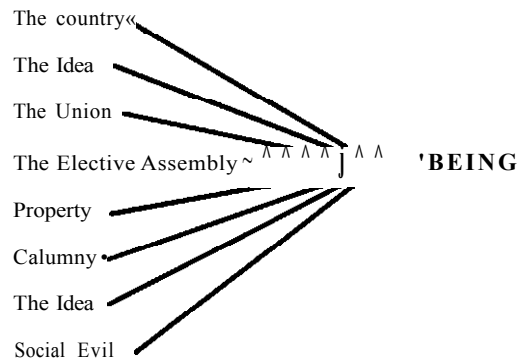 The country«
The Idea
The Union
The Elective Assembly ~ ^ ^ ^ ^ j ^ ^ 'BEING
Property
Calumny •
The Idea
Social Evil